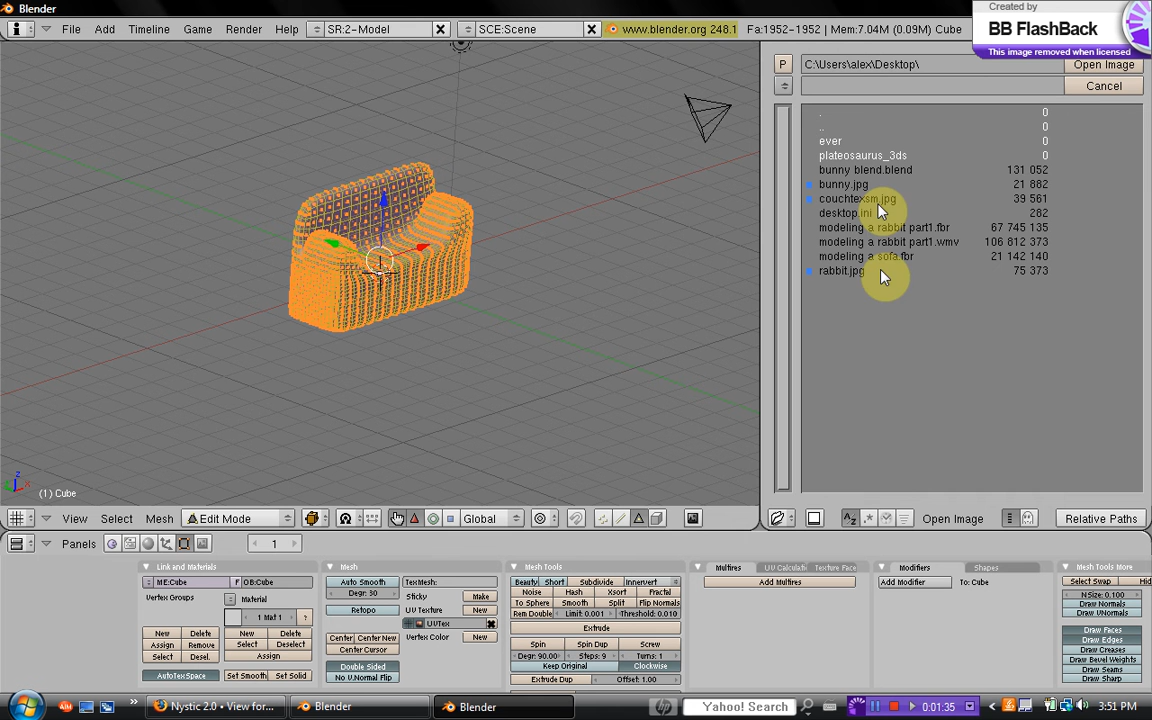 Blender
Created by
BB FlashBack
This image removed when licensed
File Add Timeline Game Render Help SR:2-Model SCE:Scene www.blender.org 248.1 Fa:1952-1952 | Mem:7.04M (0.09M) Cube
P C:\Users\alex\Desktop\ Open Image
Cancel
. 0
.. 0
ever 0
plateosaurus_3ds 0
bunny blend.blend 131 052
bunny.jpg 21 882
couchtexsm.jpg 39 561
desktop.ini 282
modeling a rabbit part1.fbr 67 745 135
modeling a rabbit part1.wmv 106 812 373
modeling a sofa.fbr 21 142 140
rabbit.jpg 75 373
z
x
(1) Cube
View Select Mesh Edit Mode Global
Open Image Relative Paths
Panels 1
Link and Materials
ME:Cube F OB:Cube
Vertex Groups Material
1 Mat 1 ?
New Delete New Delete
Assign Remove Select Deselect
Select Desel. Assign
AutoTexSpace Set Smooth Set Solid
Mesh
Auto Smooth TexMesh:
Degr: 30 Sticky Make
Retopo UV Texture New
UVTex
Center Center New Vertex Color New
Center Cursor
Double Sided
No V.Normal Flip
Mesh Tools
Beauty Short Subdivide Innervert
Noise Hash Xsort Fractal
To Sphere Smooth Split Flip Normals
Rem Double Limit: 0.001 Threshold: 0.010
Extrude
Spin Spin Dup Screw
Degr: 90.00 Steps: 9 Turns: 1
Keep Original Clockwise
Extrude Dup Offset: 1.00
Multires UV Calculati Texture Face
Add Multires
Modifiers Shapes
Add Modifier To: Cube
Mesh Tools More
Select Swap Hid
NSize: 0.100
Draw Normals
Draw VNormals
Draw Faces
Draw Edges
Draw Creases
Draw Bevel Weights
Draw Seams
Draw Sharp
Nystic 2.0 • View for... Blender Blender Yahoo! Search 0:01:35 3:51 PM